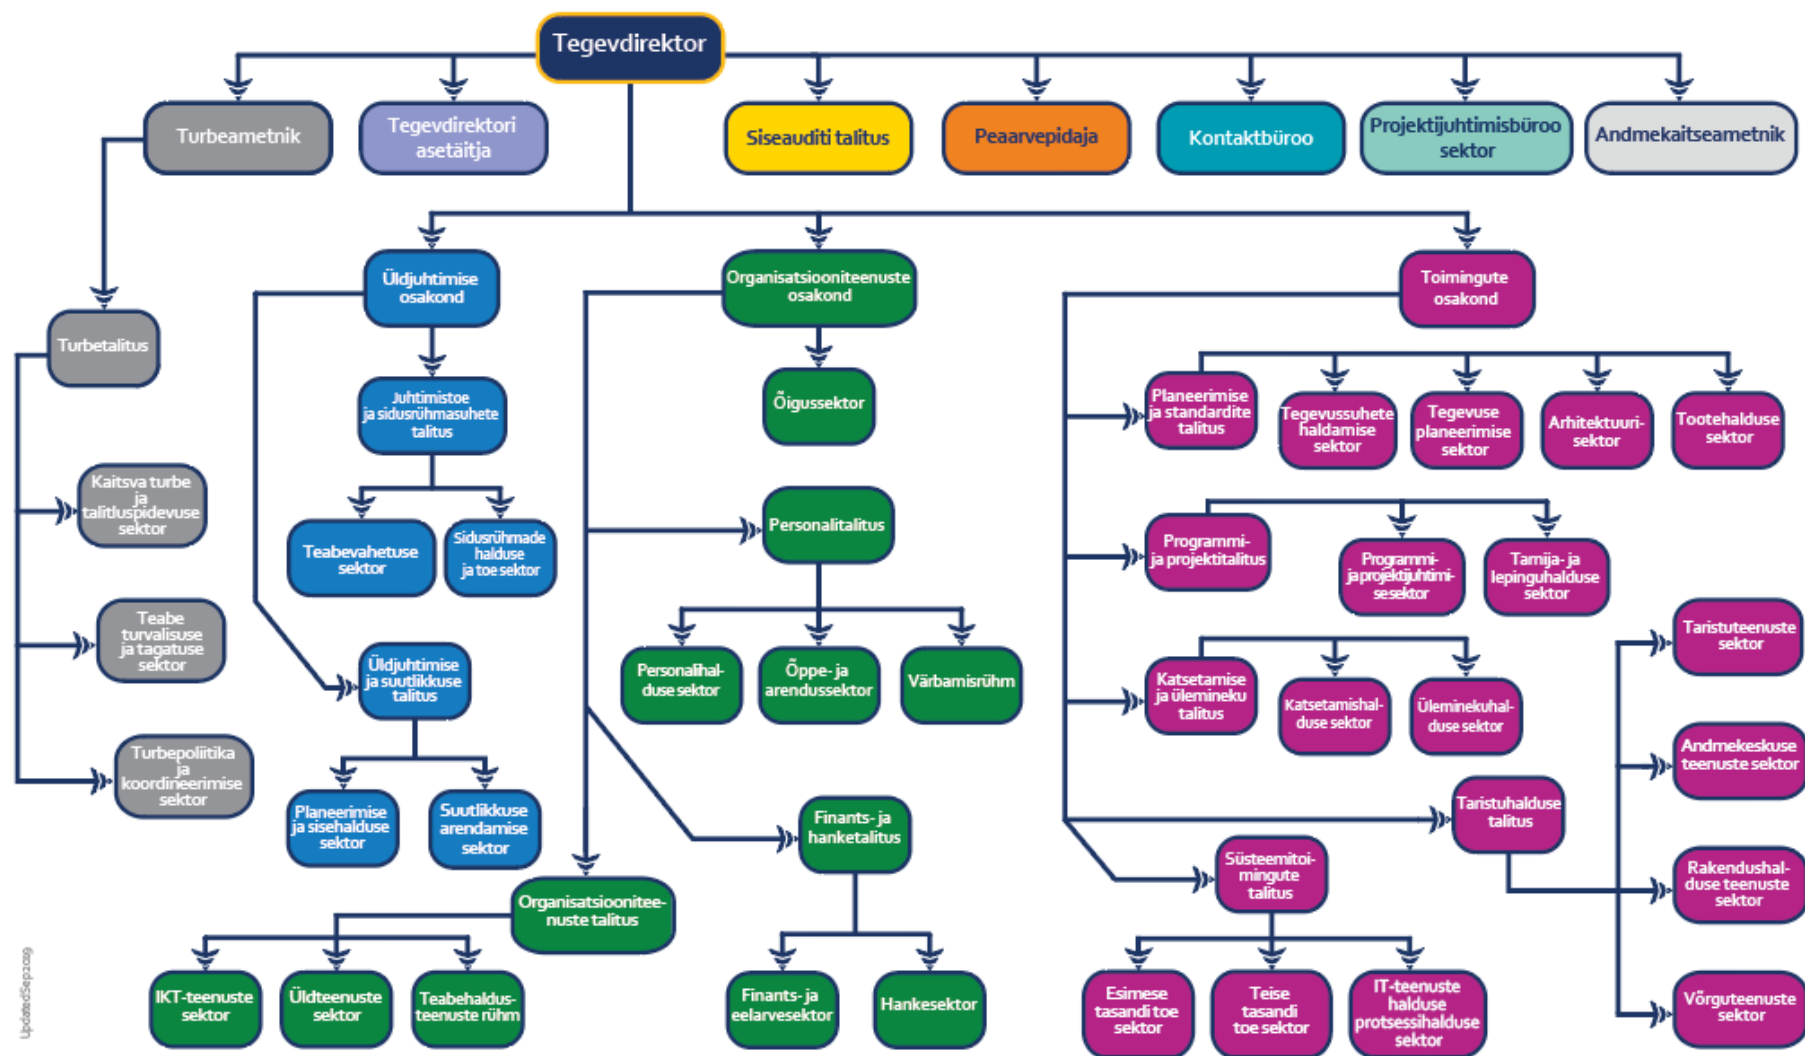 Tegevdirektor
Turbeametnik
Tegevdirektori
asetäitja
Siseauditi talitus
Peaarvepidaja
Kontaktbüroo
Projektijuhtimisbüroo
sektor
Andmekaitseametnik
Üldjuhtimise
osakond
Organisatsiooniteenuste
osakond
Toimingute
osakond
Turbetalitus
Juhtimistoe
ja sidusrühmasuhete
talitus
Õigussektor
Planeerimise
ja standardite
talitus
Tegevussuhete
haldamise
sektor
Tegevuse
planeerimise
sektor
Arhitektuuri-
sektor
Tootehalduse
sektor
Kaitsva turbe
ja
talitluspidevuse
sektor
Teabevahetuse
sektor
Sidusrühmade
halduse
ja toe sektor
Personalitalitus
Programmi-
ja projektitalitus
Programmi-
ja projektijuhtimi-
se sektor
Tarnija- ja
lepinguhalduse
sektor
Teabe
turvalisuse
ja tagatuse
sektor
Üldjuhtimise
ja suutlikkuse
talitus
Personalihal-
duse sektor
Õppe- ja
arendussektor
Värbamisrühm
Katsetamise
ja ülemineku
talitus
Katsetamishal-
duse sektor
Üleminekuhal-
duse sektor
Taristuteenuste
sektor
Turbepoliitika
ja
koordineerimise
sektor
Planeerimise
ja sisehalduse
sektor
Suutlikkuse
arendamise
sektor
Finants- ja
hanketalitus
Taristuhalduse
talitus
Andmekeskuse
teenuste sektor
Organisatsioonitee-
nuste talitus
Süsteemitoi-
mingute
talitus
Rakendushal-
duse teenuste
sektor
IKT-teenuste
sektor
Üldteenuste
sektor
Teabehaldus-
teenuste rühm
Finants- ja
eelarvesektor
Hankesektor
Esimese
tasandi toe
sektor
Teise
tasandi
toe sektor
IT-teenuste
halduse
protsessihalduse
sektor
Võrguteenuste
sektor
UpdatedSep2019